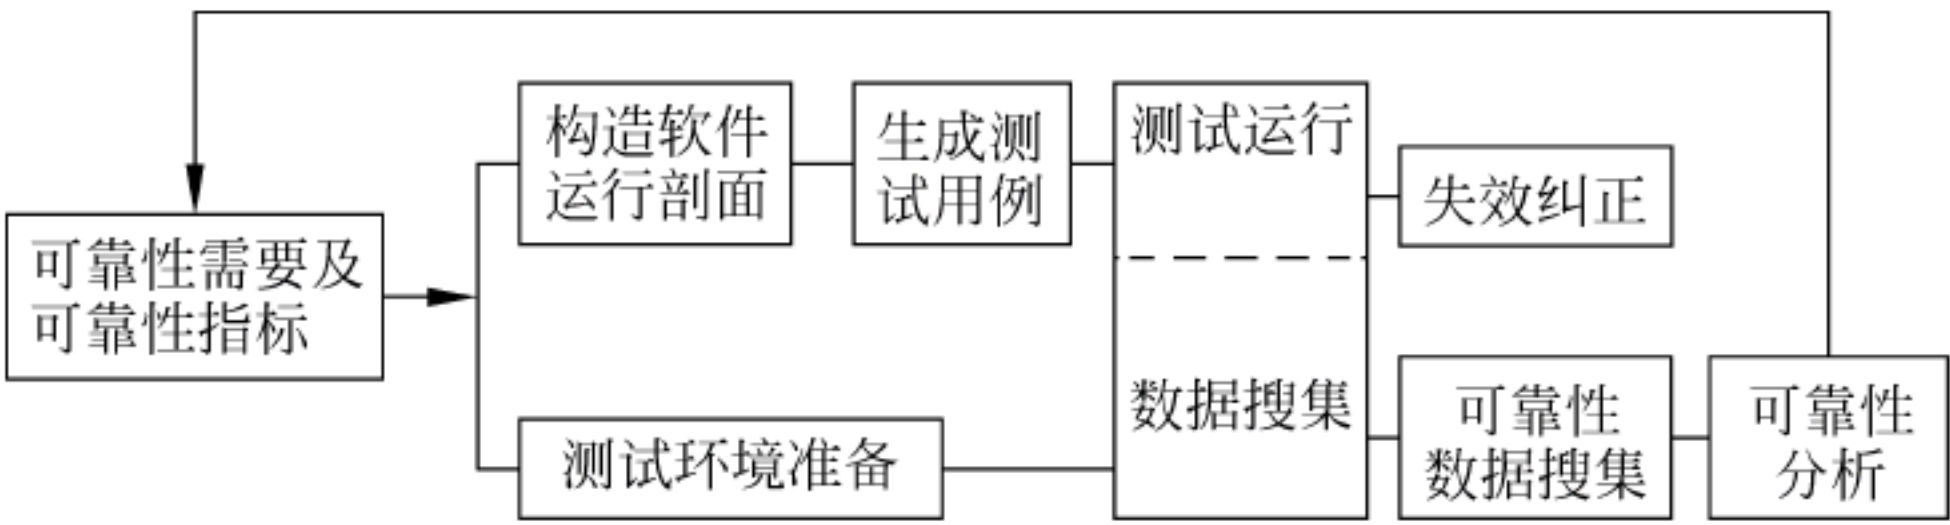 可靠性需要及
可靠性指标
构造软件
运行剖面
生成测
试用例
测试环境准备
测试运行
数据搜集
失效纠正
可靠性
数据搜集
可靠性
分析